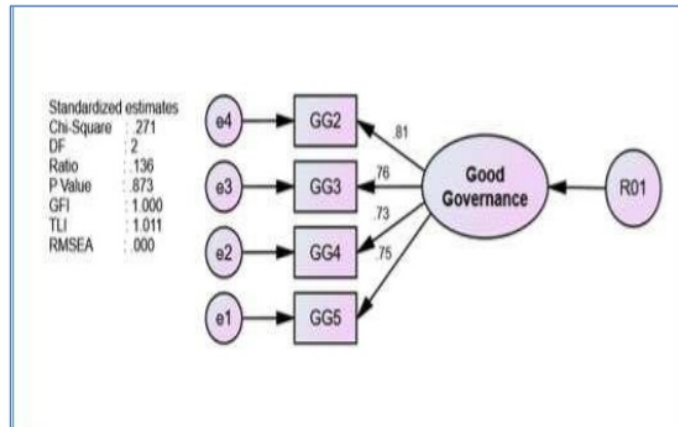 Standardized estimates
Chi-Square : .271
DF : 2
Ratio : .136
P Value : .873
GFI : 1.000
TLI : 1.011
RMSEA : .000
e4
GG2
.81
e3
GG3
.76
Good
Governance
R01
.73
e2
GG4
.75
e1
GG5